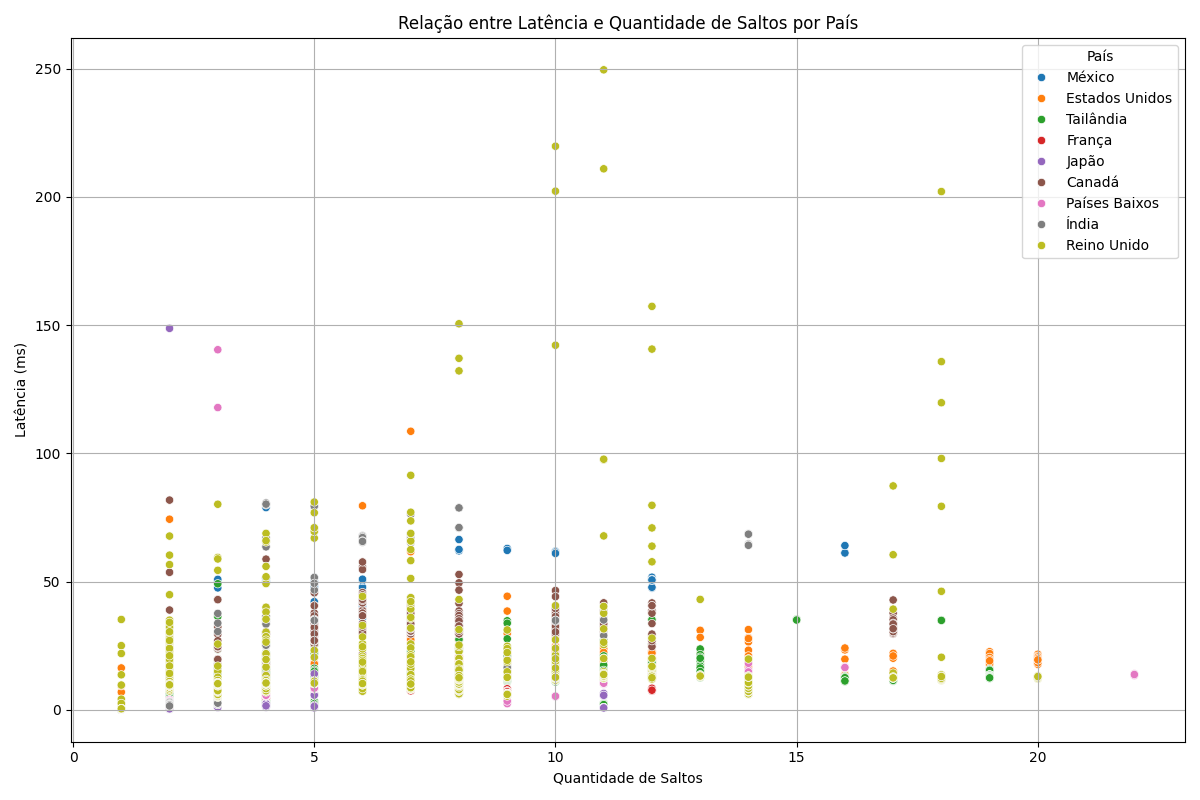 Relação entre Latência e Quantidade de Saltos por País
País
México
Estados Unidos
Tailândia
França
Japão
Canadá
Países Baixos
Índia
Reino Unido
Latência (ms)
250
200
150
100
50
0
0 5 10 15 20
Quantidade de Saltos